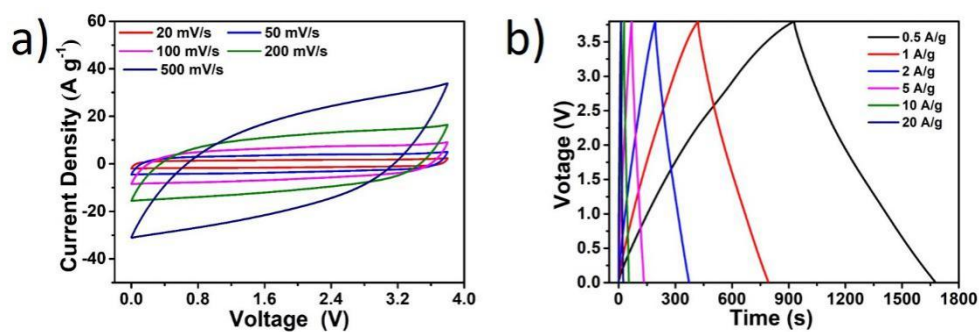 a)
20 mV/s 50 mV/s
100 mV/s 200 mV/s
500 mV/s
Current Density (A g⁻¹)
60
40
20
0
-20
-40
0.0 0.8 1.6 2.4 3.2 4.0
Voltage (V)
b)
0.5 A/g
1 A/g
2 A/g
5 A/g
10 A/g
20 A/g
Votage (V)
3.5
3.0
2.5
2.0
1.5
1.0
0.5
0.0
0 300 600 900 1200 1500 1800
Time (s)